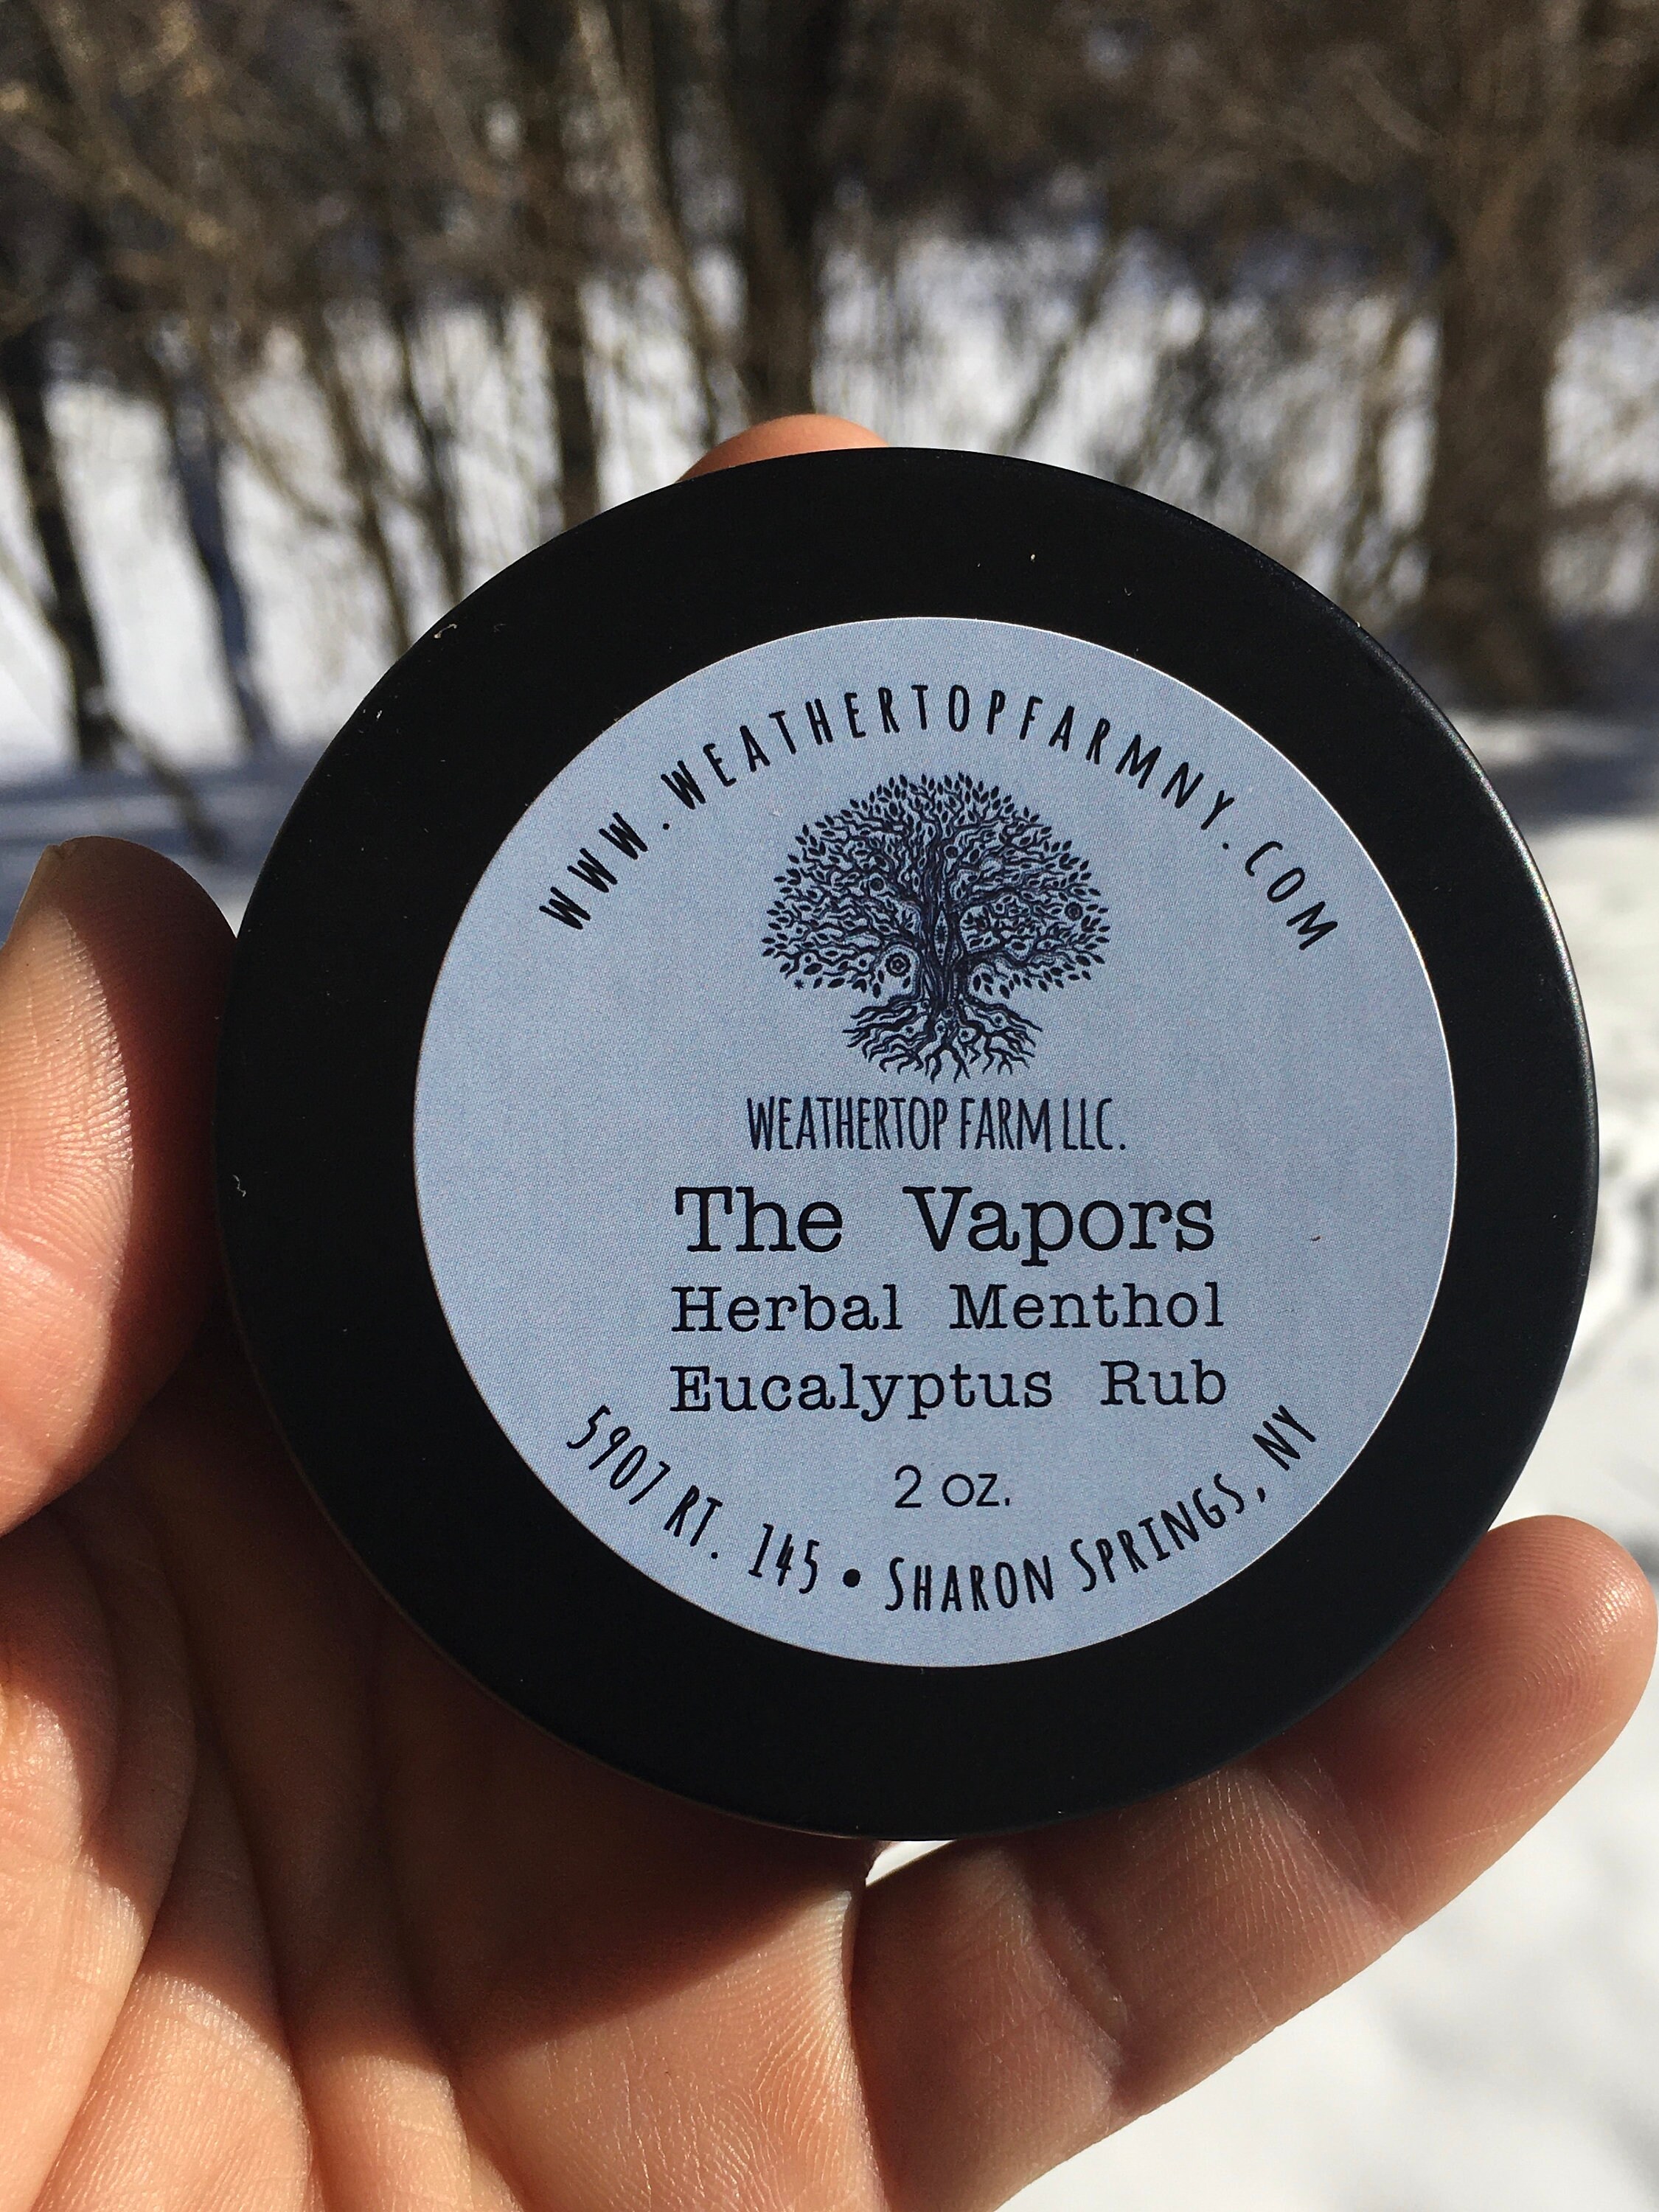 WWW.WEATHERTOPFARMNY.COM
WEATHERTOP FARM LLC.
The Vapors
Herbal Menthol
Eucalyptus Rub
2 oz.
5907 RT. 145 • SHARON SPRINGS, NY